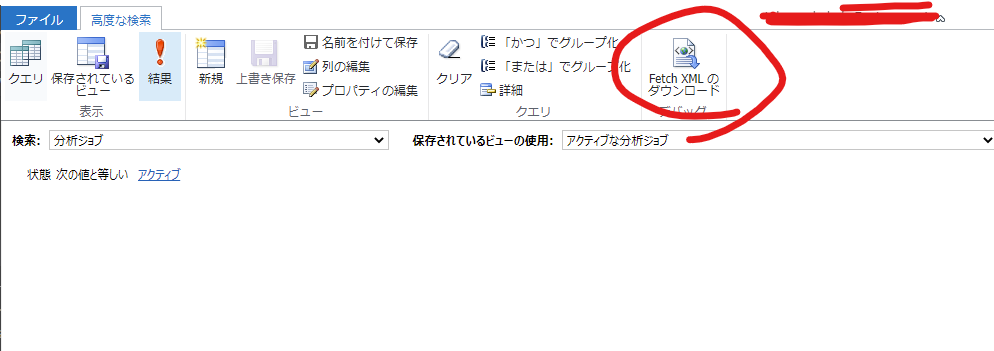 ファイル 高度な検索
クエリ 保存されている ビュー 結果 新規 上書き保存 名前を付けて保存 クリア 「かつ」でグループ化 Fetch XML の ダウンロード
列の編集 「または」でグループ化
プロパティの編集 詳細
表示 ビュー クエリ デバッグ
検索: 分析ジョブ 保存されているビューの使用: アクティブな分析ジョブ
状態 次の値と等しい アクティブ